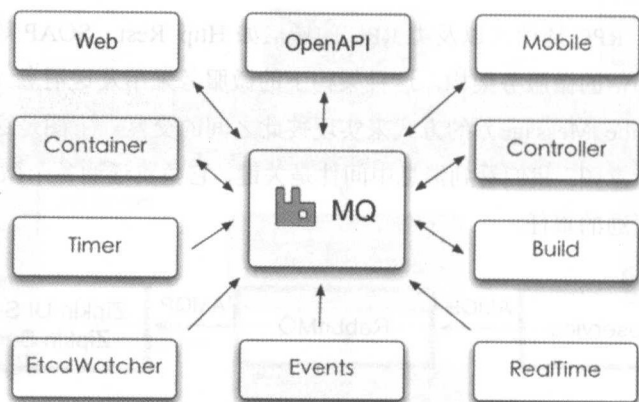 Web
OpenAPI
Mobile
Container
Controller
MQ
Timer
Build
EtcdWatcher
Events
RealTime